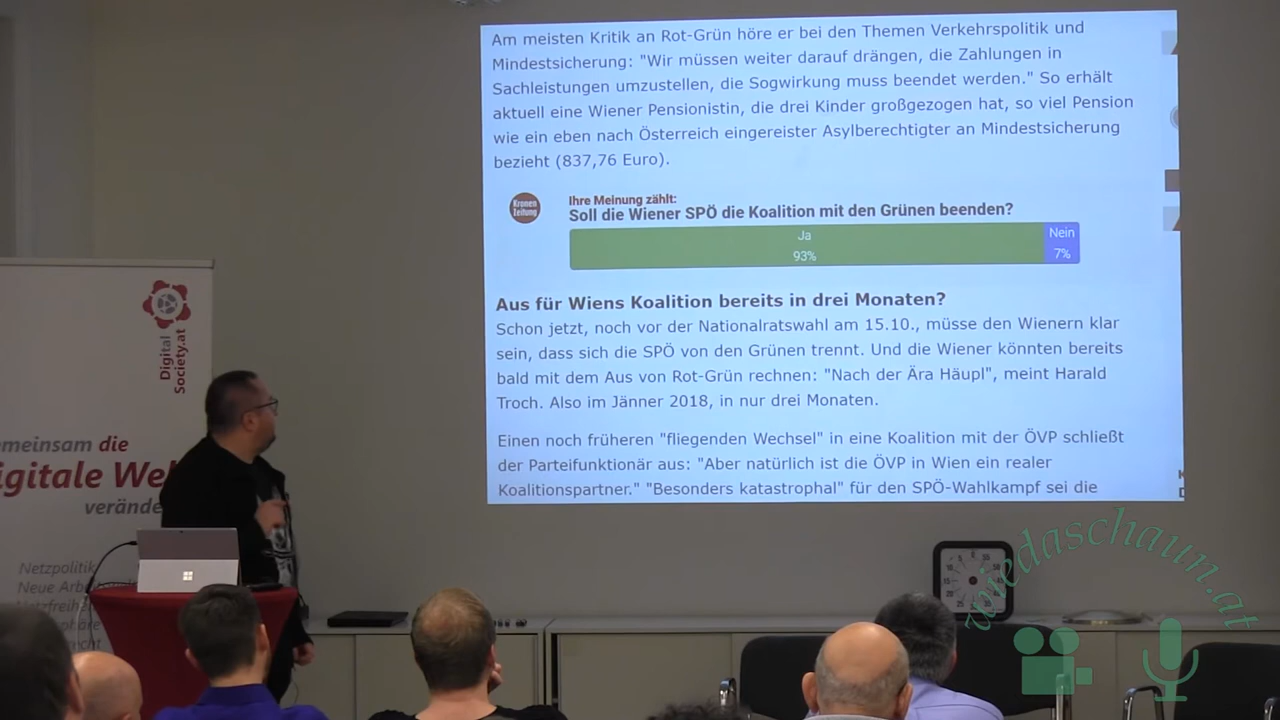 Am meisten Kritik an Rot-Grün höre er bei den Themen Verkehrspolitik und
Mindestsicherung: "Wir müssen weiter darauf drängen, die Zahlungen in
Sachleistungen umzustellen, die Sogwirkung muss beendet werden." So erhält
aktuell eine Wiener Pensionistin, die drei Kinder großgezogen hat, so viel Pension
wie ein eben nach Österreich eingereister Asylberechtigter an Mindestsicherung
bezieht (837,76 Euro).
Kronen
Zeitung
Ihre Meinung zählt:
Soll die Wiener SPÖ die Koalition mit den Grünen beenden?
Ja
93%
Nein
7%
Aus für Wiens Koalition bereits in drei Monaten?
Schon jetzt, noch vor der Nationalratswahl am 15.10., müsse den Wienern klar
sein, dass sich die SPÖ von den Grünen trennt. Und die Wiener könnten bereits
bald mit dem Aus von Rot-Grün rechnen: "Nach der Ära Häupl", meint Harald
Troch. Also im Jänner 2018, in nur drei Monaten.
Einen noch früheren "fliegenden Wechsel" in eine Koalition mit der ÖVP schließt
der Parteifunktionär aus: "Aber natürlich ist die ÖVP in Wien ein realer
Koalitionspartner." "Besonders katastrophal" für den SPÖ-Wahlkampf sei die
Digital
Society.at
emeinsam die
igitale We
verände
Netzpolitik
Neue Arbe
Netzfreihe
wiedaschaun.at